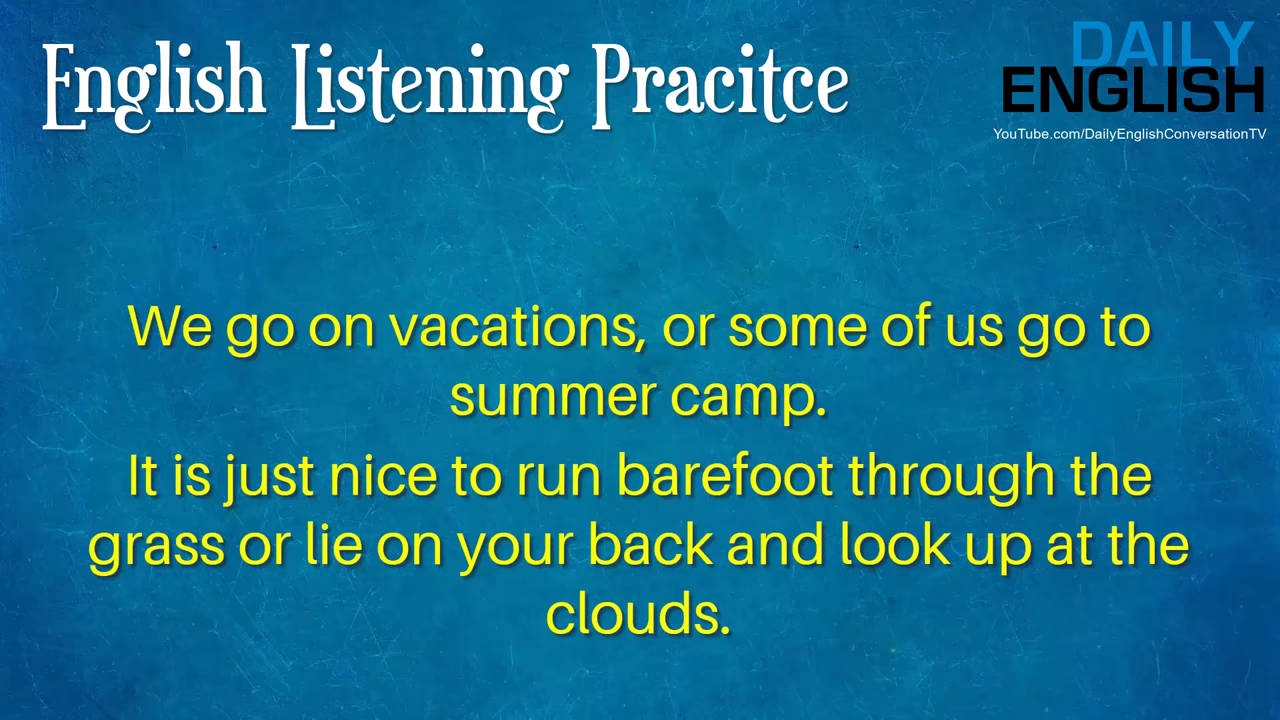 English Listening Pracitce
DAILY
ENGLISH
YouTube.com/DailyEnglishConversationTV
We go on vacations, or some of us go to
summer camp.
It is just nice to run barefoot through the
grass or lie on your back and look up at the
clouds.